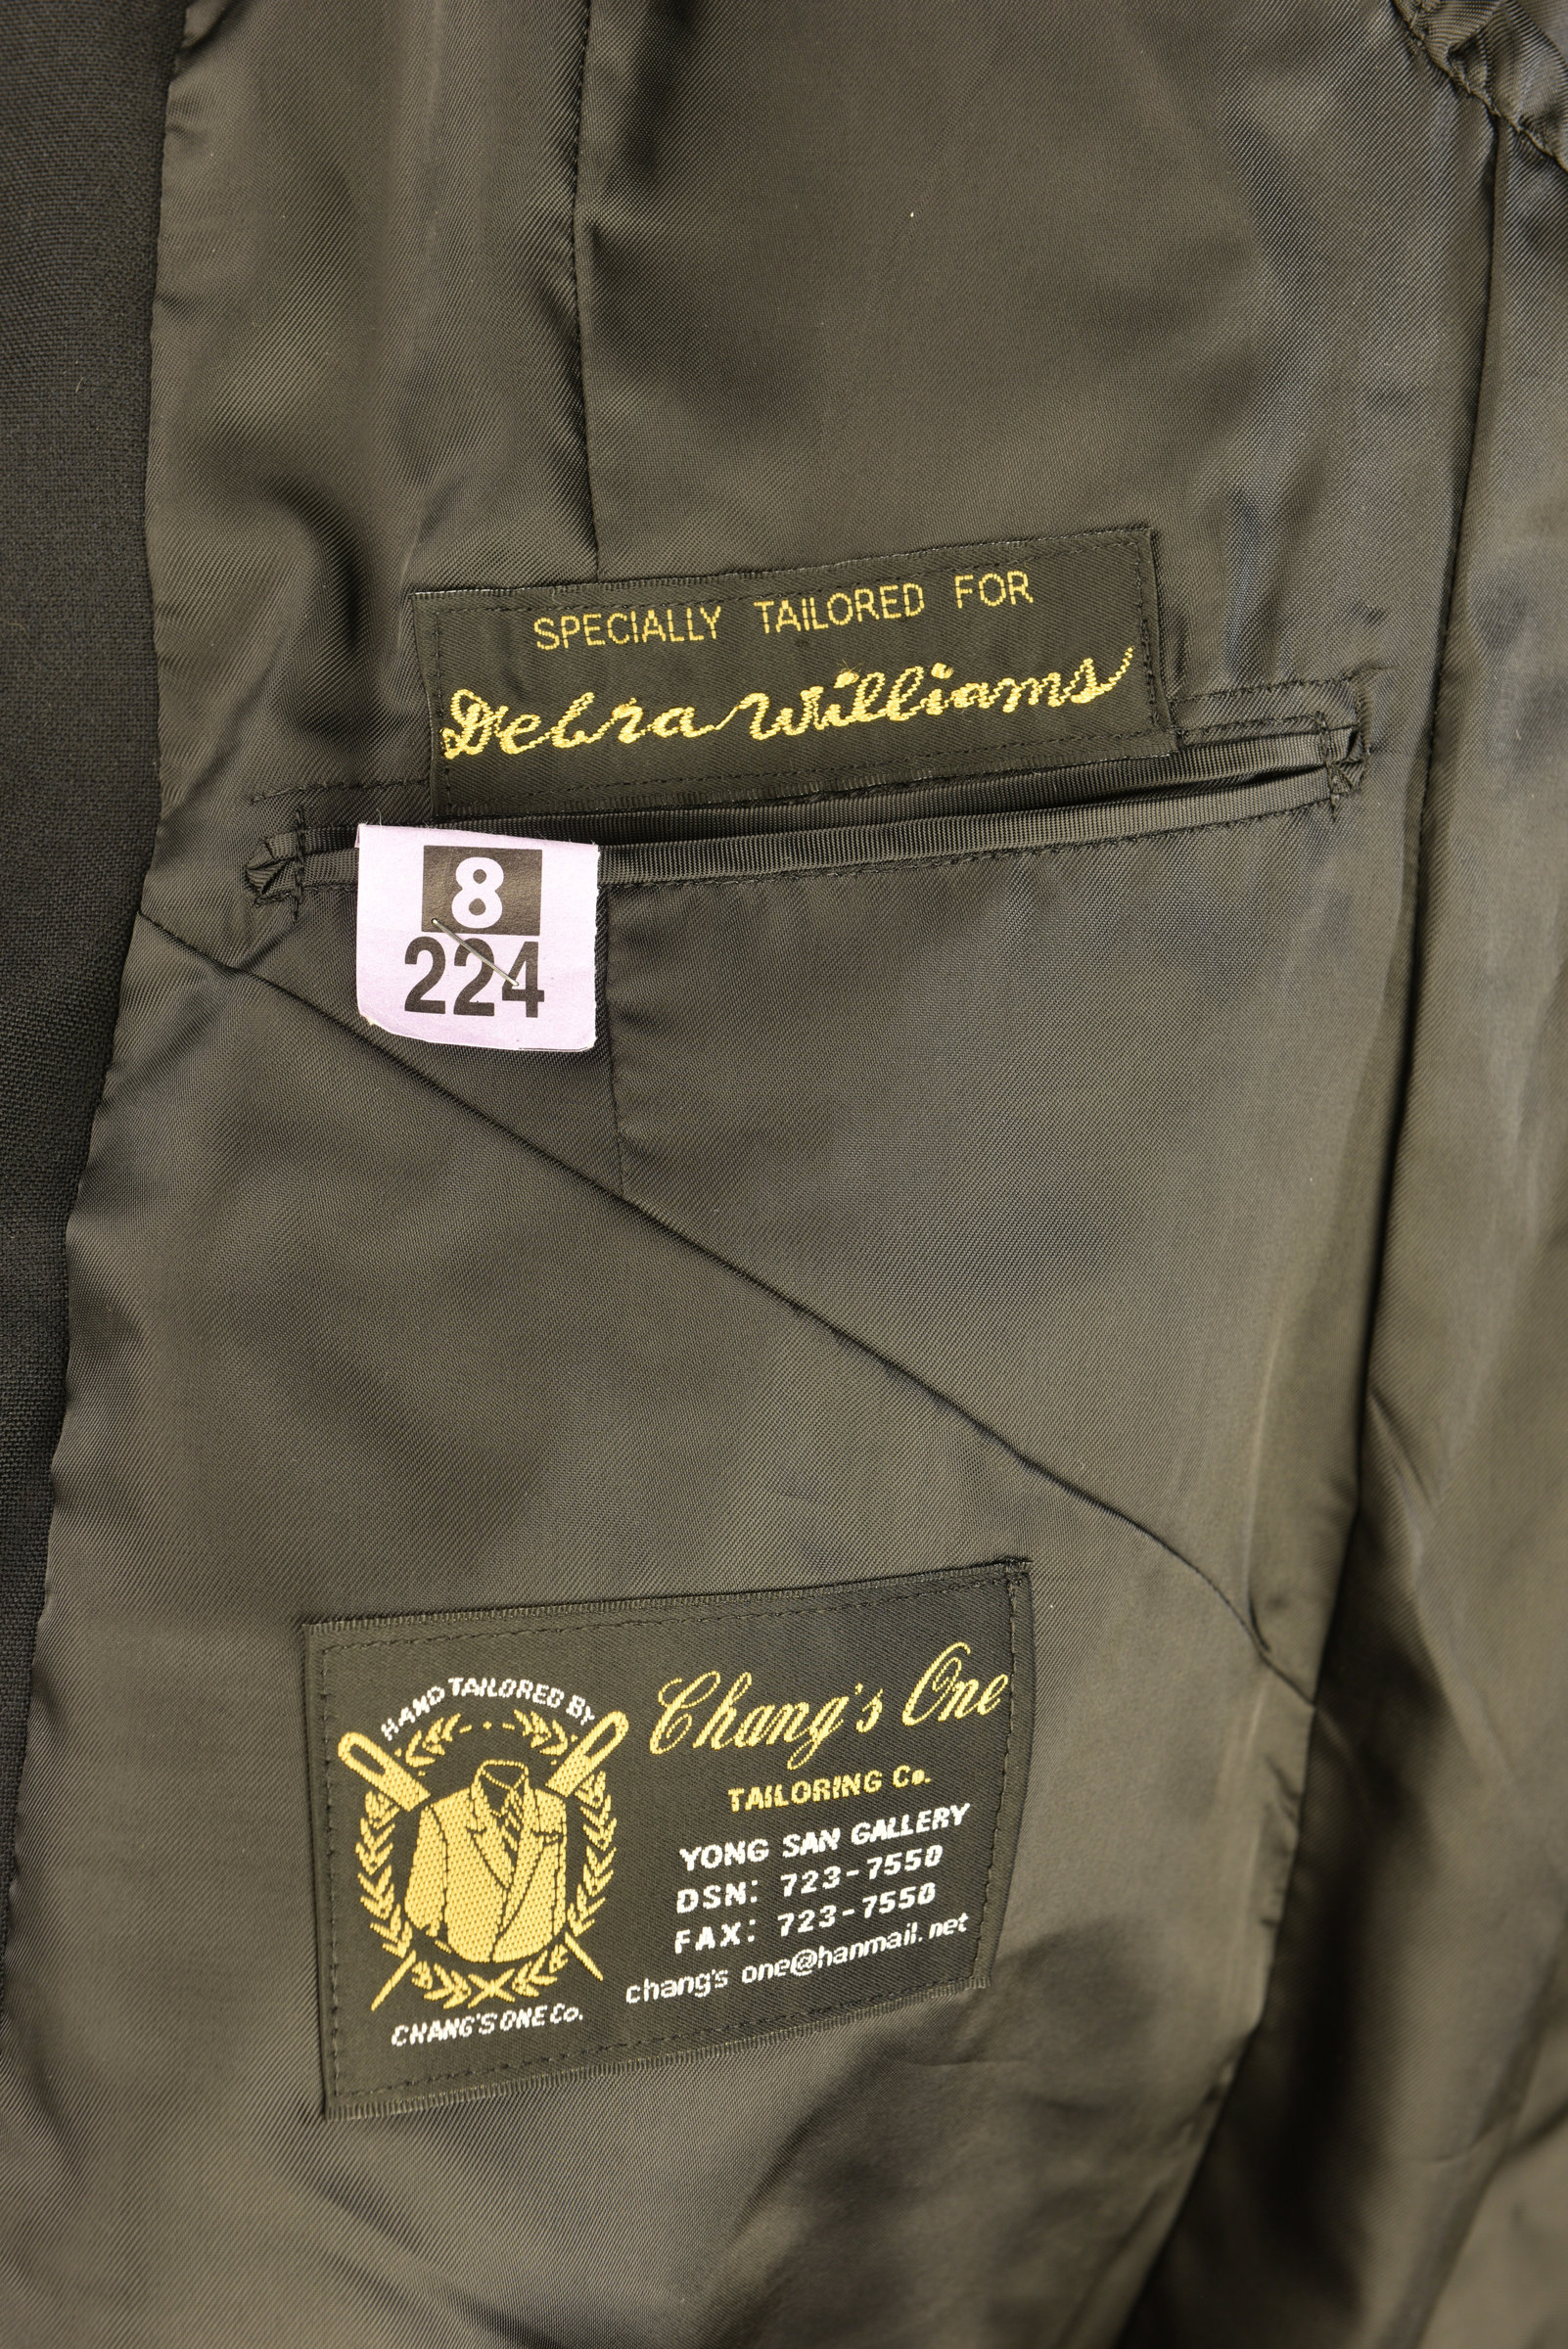 SPECIALLY TAILORED FOR
Debra Williams
8
224
HAND TAILORED BY
CHANG'S ONE Co.
Chang's One
TAILORING Co.
YONG SAN GALLERY
DSN: 723-7550
FAX: 723-7550
chang's one@hanmail.net